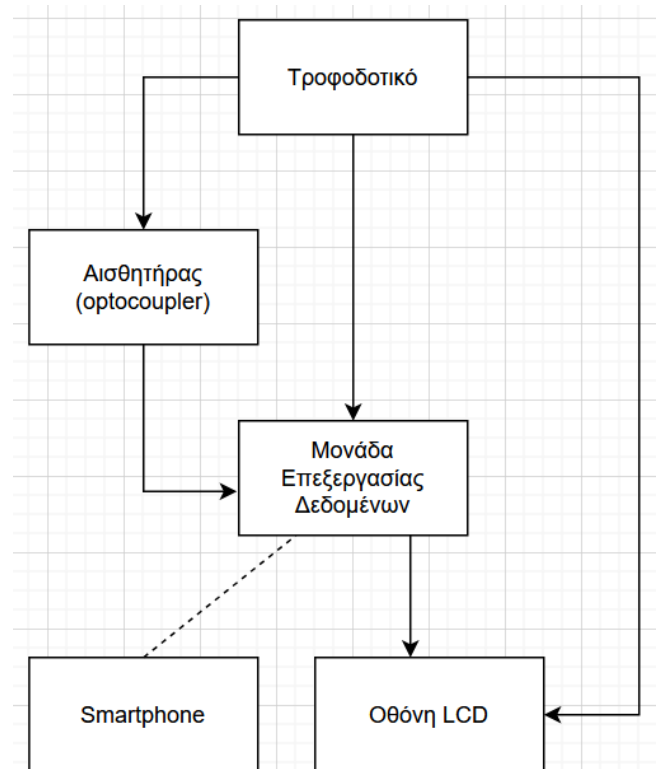 Τροφοδοτικό
Αισθητήρας
(optocoupler)
Μονάδα
Επεξεργασίας
Δεδομένων
Smartphone
Οθόνη LCD